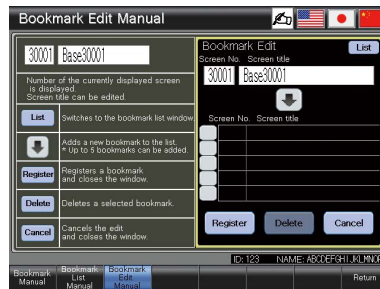 Bookmark Edit Manual
30001 Base30001
Number of the currently displayed screen
is displayed.
Screen title can be edited
List Switches to the bookmark list window.
Adds a new bookmark to the list.
* Up to 5 bookmarks can be added.
Register Registers a bookmark
and closes the window.
Delete Deletes a selected bookmark.
Cancel Cancels the edit
and colses the window.
Bookmark Edit List
Screen No. Screen title
30001 Base30001
Screen No. Screen title
Register Delete Cancel
ID: 123 NAME: ABCDEFGHIJKLMNOP
Bookmark Manual
Bookmark List Manual
Bookmark Edit Manual
Return